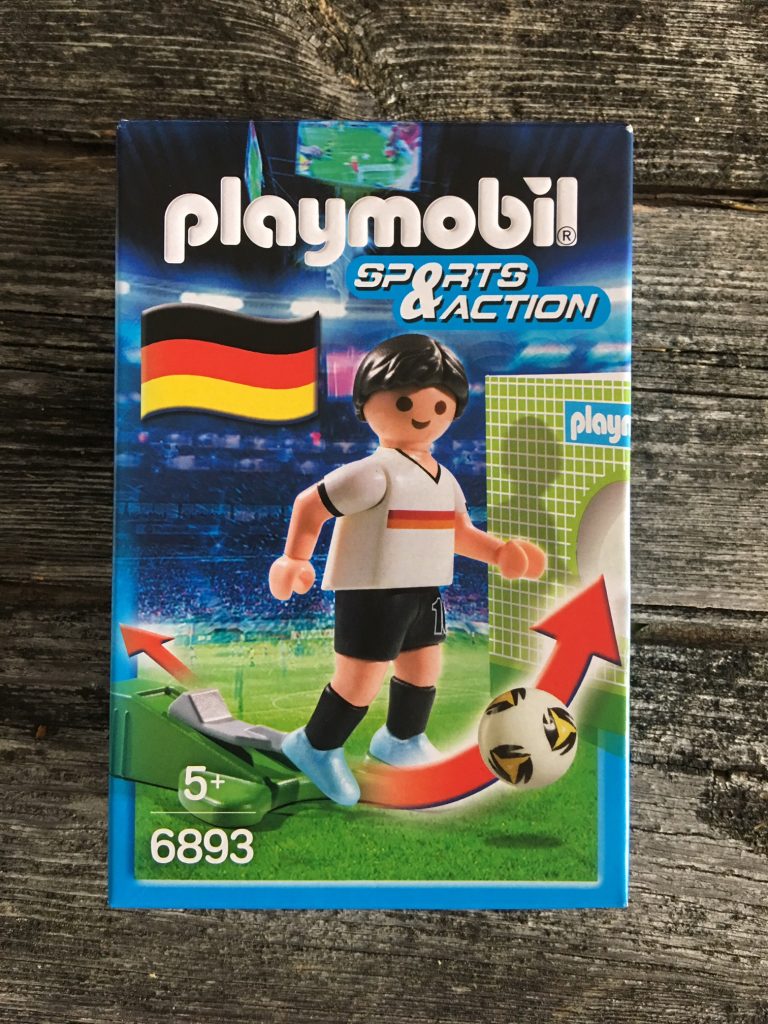 playmobil®
SPORTS
&ACTION
playm
5+
6893